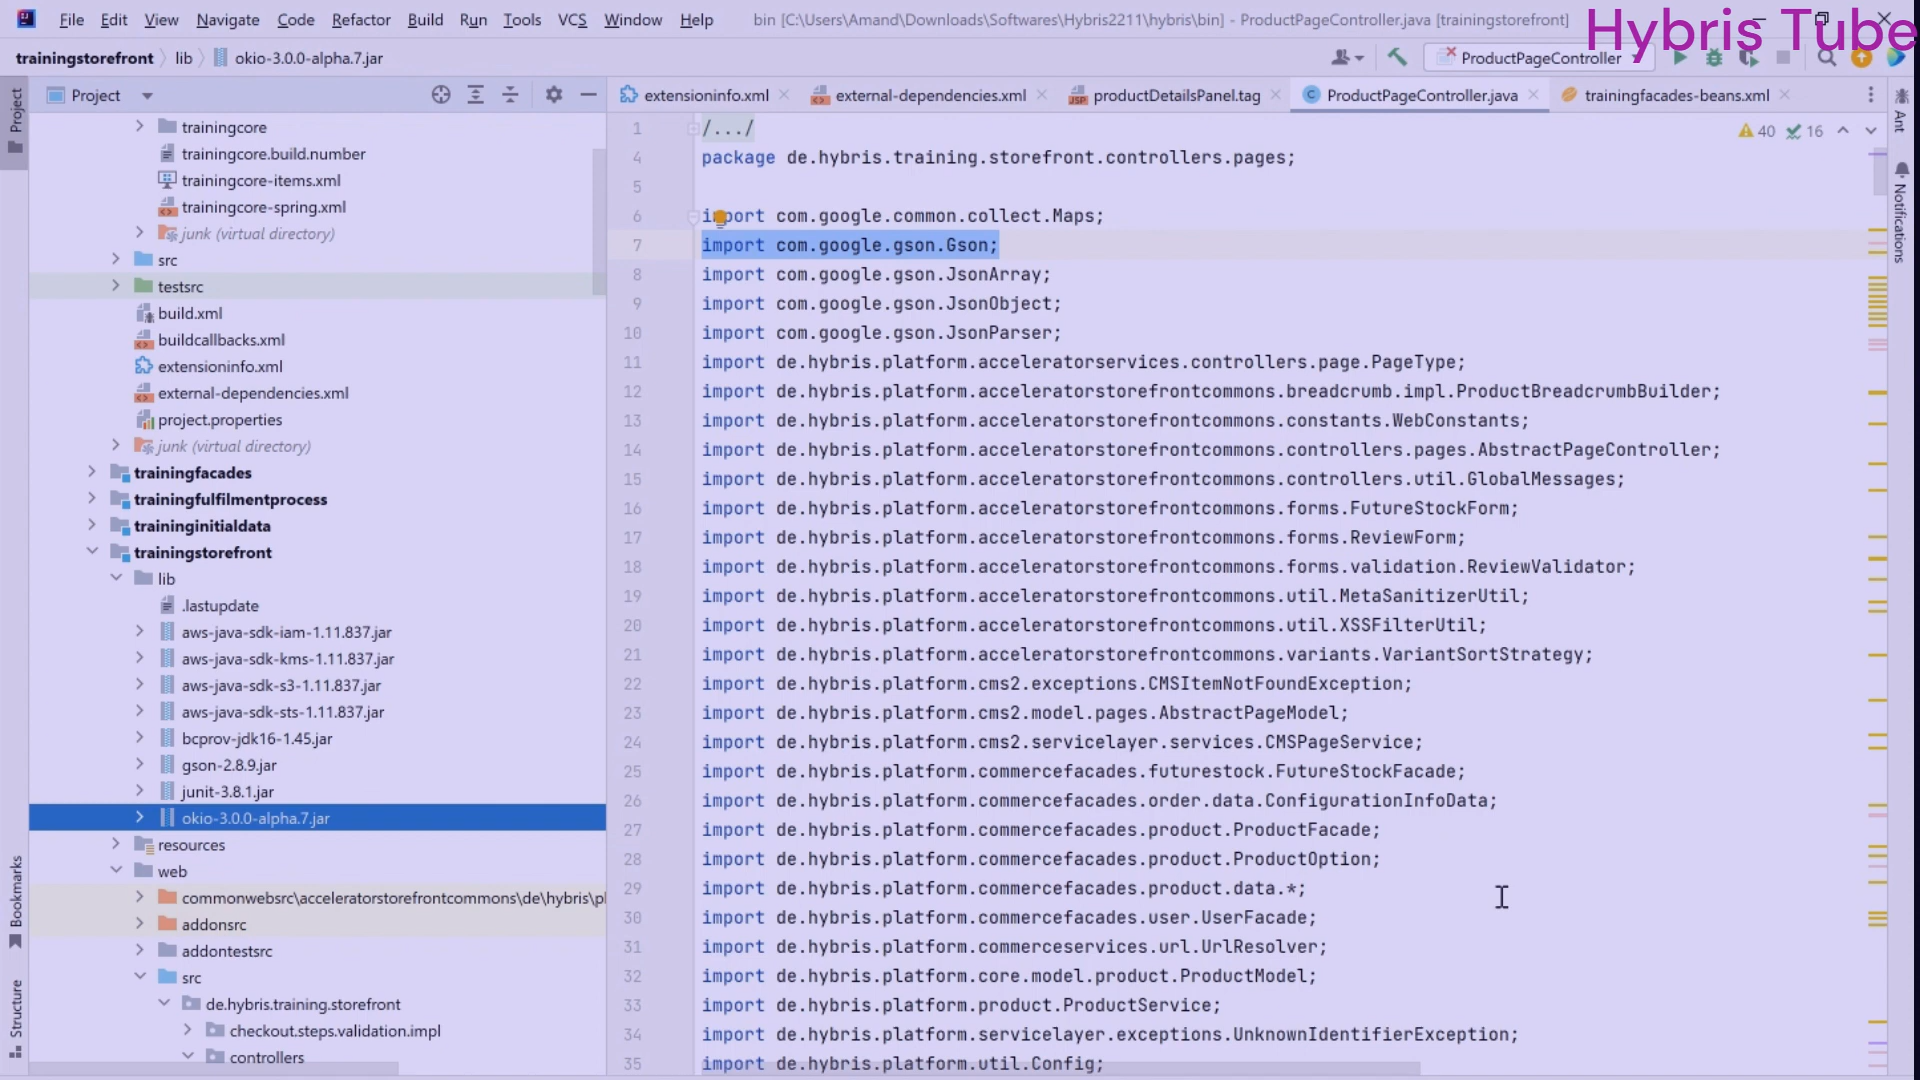 File Edit View Navigate Code Refactor Build Run Tools VCS Window Help bin [C:\Users\Amand\Downloads\Softwares\Hybris2211\hybris\bin] - ProductPageController.java [trainingstorefront]
Hybris Tube
trainingstorefront lib okio-3.0.0-alpha.7.jar ProductPageController
Project
Project
extensioninfo.xml external-dependencies.xml productDetailsPanel.tag ProductPageController.java trainingfacades-beans.xml
Ant
Notifications
40 16
trainingcore
trainingcore.build.number
trainingcore-items.xml
trainingcore-spring.xml
junk (virtual directory)
src
testsrc
build.xml
buildcallbacks.xml
extensioninfo.xml
external-dependencies.xml
project.properties
junk (virtual directory)
trainingfacades
trainingfulfilmentprocess
traininginitialdata
trainingstorefront
lib
.lastupdate
aws-java-sdk-iam-1.11.837.jar
aws-java-sdk-kms-1.11.837.jar
aws-java-sdk-s3-1.11.837.jar
aws-java-sdk-sts-1.11.837.jar
bcprov-jdk16-1.45.jar
gson-2.8.9.jar
junit-3.8.1.jar
okio-3.0.0-alpha.7.jar
resources
web
commonwebsrc\acceleratorstorefrontcommons\de\hybris\pl
addonsrc
addontestsrc
src
de.hybris.training.storefront
checkout.steps.validation.impl
controllers
Bookmarks
Structure
1 /.../
4 package de.hybris.training.storefront.controllers.pages;
5
6 import com.google.common.collect.Maps;
7 import com.google.gson.Gson;
8 import com.google.gson.JsonArray;
9 import com.google.gson.JsonObject;
10 import com.google.gson.JsonParser;
11 import de.hybris.platform.acceleratorservices.controllers.page.PageType;
12 import de.hybris.platform.acceleratorstorefrontcommons.breadcrumb.impl.ProductBreadcrumbBuilder;
13 import de.hybris.platform.acceleratorstorefrontcommons.constants.WebConstants;
14 import de.hybris.platform.acceleratorstorefrontcommons.controllers.pages.AbstractPageController;
15 import de.hybris.platform.acceleratorstorefrontcommons.controllers.util.GlobalMessages;
16 import de.hybris.platform.acceleratorstorefrontcommons.forms.FutureStockForm;
17 import de.hybris.platform.acceleratorstorefrontcommons.forms.ReviewForm;
18 import de.hybris.platform.acceleratorstorefrontcommons.forms.validation.ReviewValidator;
19 import de.hybris.platform.acceleratorstorefrontcommons.util.MetaSanitizerUtil;
20 import de.hybris.platform.acceleratorstorefrontcommons.util.XSSFilterUtil;
21 import de.hybris.platform.acceleratorstorefrontcommons.variants.VariantSortStrategy;
22 import de.hybris.platform.cms2.exceptions.CMSItemNotFoundException;
23 import de.hybris.platform.cms2.model.pages.AbstractPageModel;
24 import de.hybris.platform.cms2.servicelayer.services.CMSPageService;
25 import de.hybris.platform.commercefacades.futurestock.FutureStockFacade;
26 import de.hybris.platform.commercefacades.order.data.ConfigurationInfoData;
27 import de.hybris.platform.commercefacades.product.ProductFacade;
28 import de.hybris.platform.commercefacades.product.ProductOption;
29 import de.hybris.platform.commercefacades.product.data.*;
30 import de.hybris.platform.commercefacades.user.UserFacade;
31 import de.hybris.platform.commerceservices.url.UrlResolver;
32 import de.hybris.platform.core.model.product.ProductModel;
33 import de.hybris.platform.product.ProductService;
34 import de.hybris.platform.servicelayer.exceptions.UnknownIdentifierException;
35 import de.hybris.platform.util.Config;